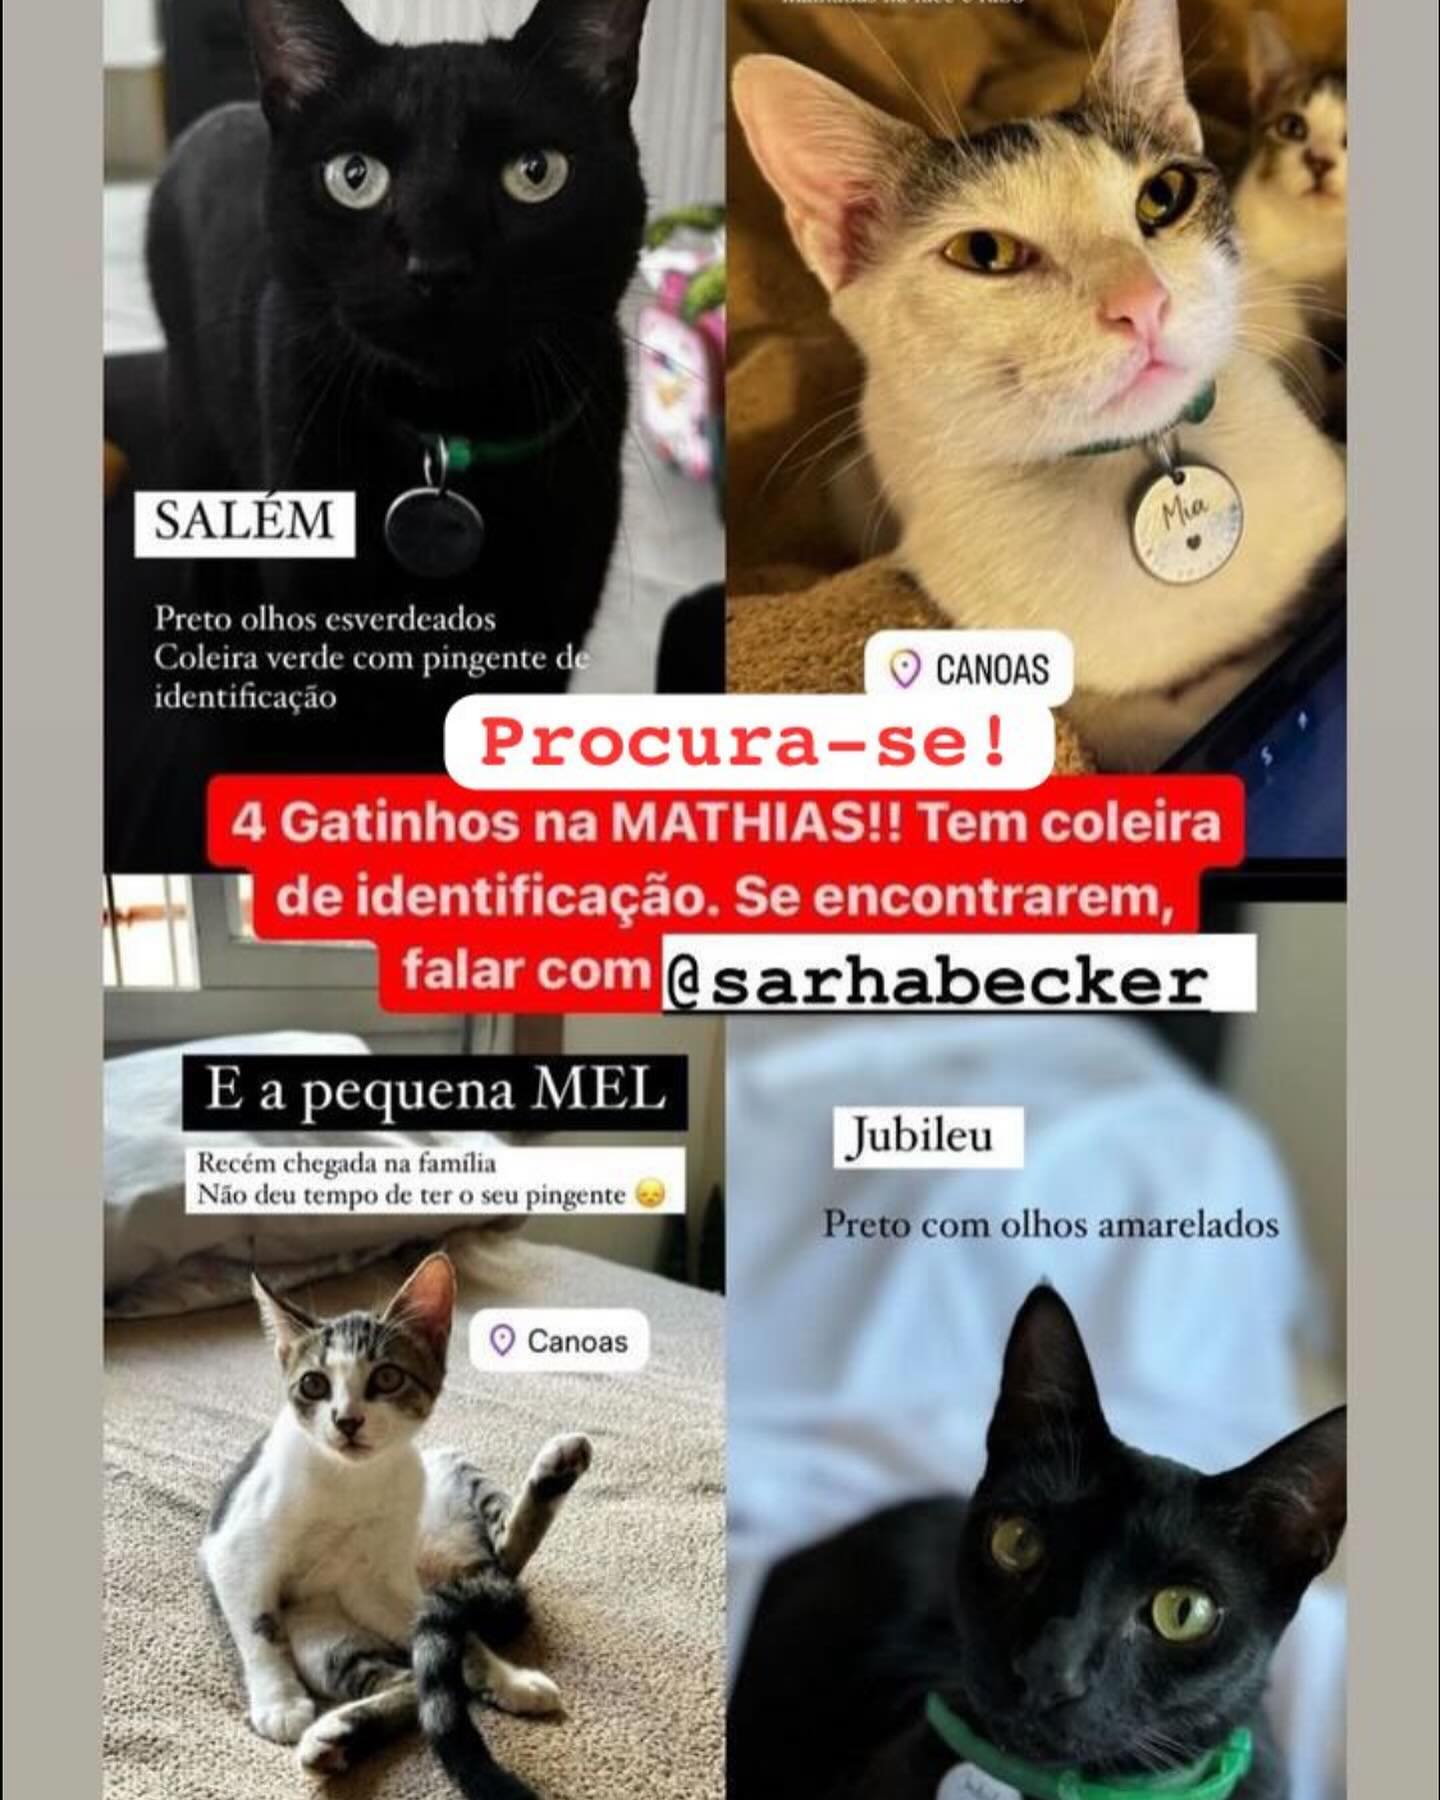 SALÉM
Preto olhos esverdeados
Coleira verde com pingente de
identificação
Mia
CANOAS
Procura-se!
4 Gatinhos na MATHIAS!! Tem coleira
de identificação. Se encontrarem,
falar com @sarhabecker
E a pequena MEL
Recém chegada na família
Não deu tempo de ter o seu pingente 😞
Canoas
Jubileu
Preto com olhos amarelados